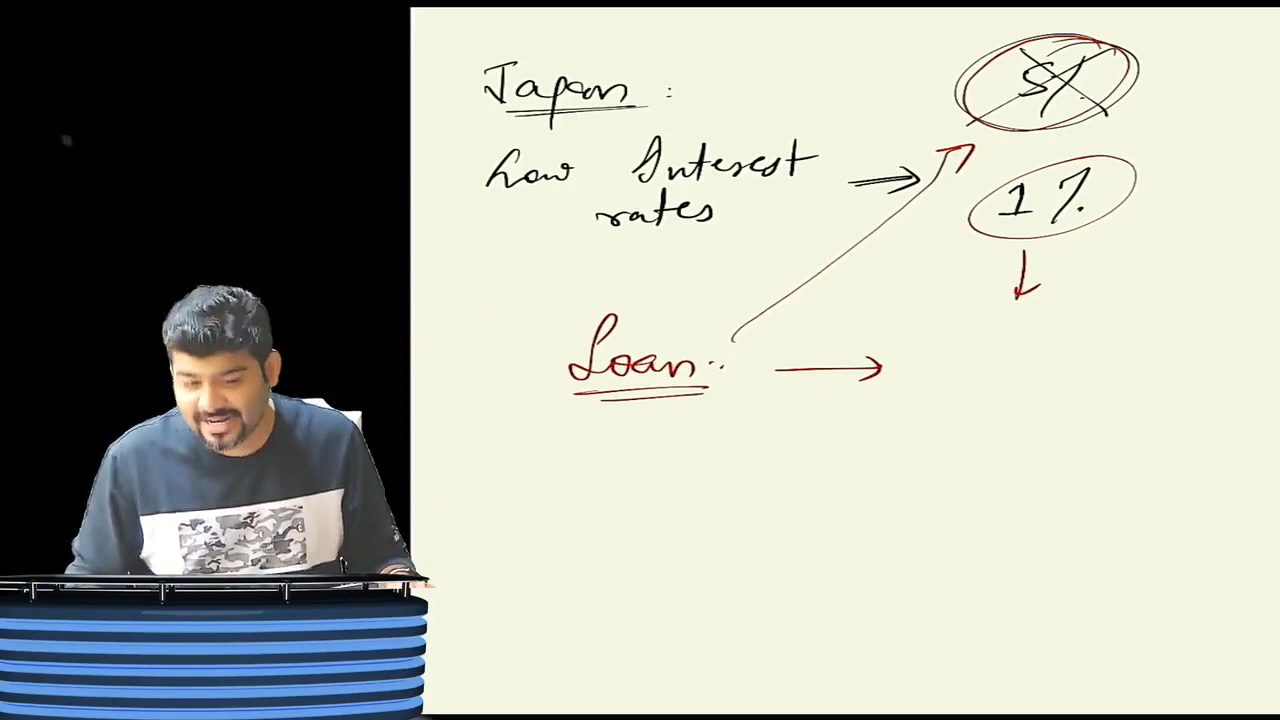 Japan :
5%
Low Interest
rates
1%
Loan :